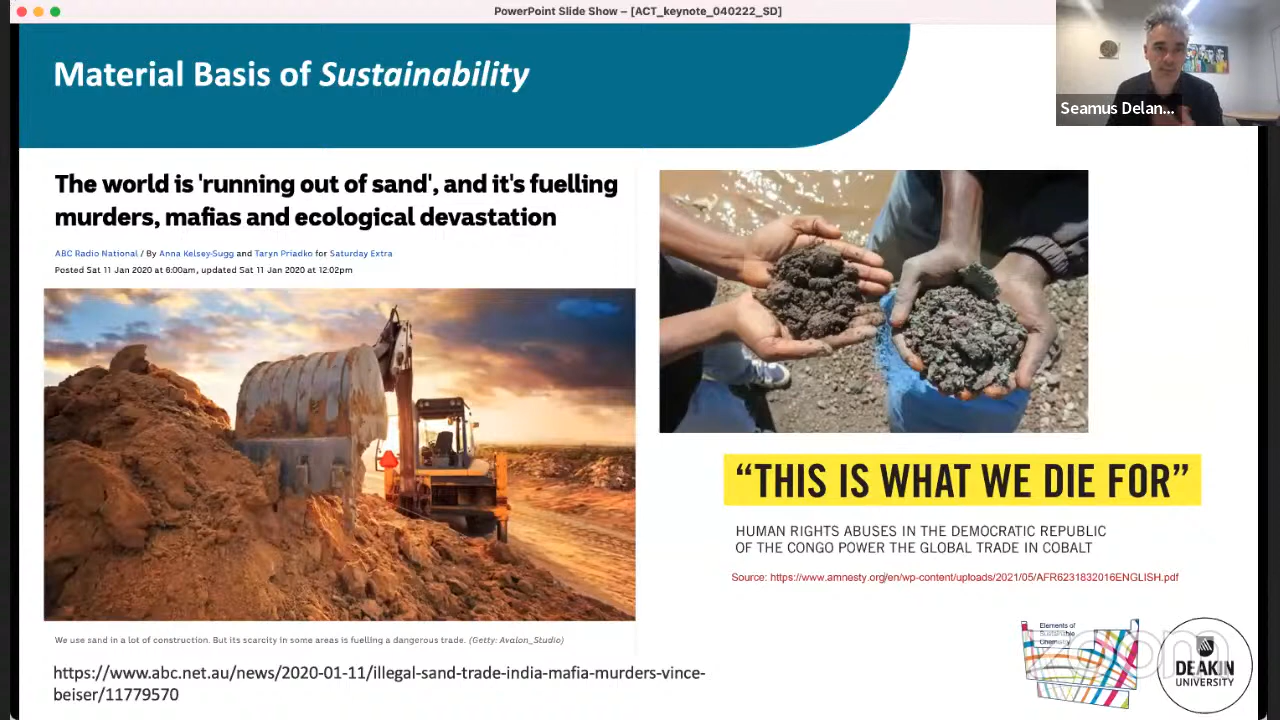 PowerPoint Slide Show – [ACT_keynote_040222_SD]
Material Basis of Sustainability
Seamus Delan...
The world is 'running out of sand', and it's fuelling
murders, mafias and ecological devastation
ABC Radio National / By Anna Kelsey-Sugg and Taryn Priadko for Saturday Extra
Posted Sat 11 Jan 2020 at 6:00am, updated Sat 11 Jan 2020 at 12:02pm
We use sand in a lot of construction. But its scarcity in some areas is fuelling a dangerous trade. (Getty: Avalon_Studio)
https://www.abc.net.au/news/2020-01-11/illegal-sand-trade-india-mafia-murders-vince-
beiser/11779570
“THIS IS WHAT WE DIE FOR”
HUMAN RIGHTS ABUSES IN THE DEMOCRATIC REPUBLIC
OF THE CONGO POWER THE GLOBAL TRADE IN COBALT
Source: https://www.amnesty.org/en/wp-content/uploads/2021/05/AFR6231832016ENGLISH.pdf
Elements of
Sustainable
Chemistry
zoom
DEAKIN
UNIVERSITY